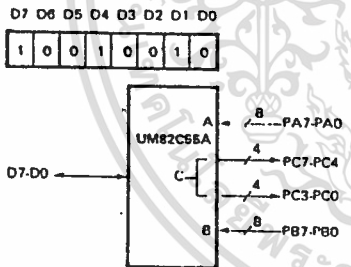 D7 D6 D5 D4 D3 D2 D1 D0
1 0 0 1 0 0 1 0
A 8 PA7-PA0
UM82C55A
4 PC7-PC4
D7-D0 C
4 PC3-PC0
B 8 PB7-PB0